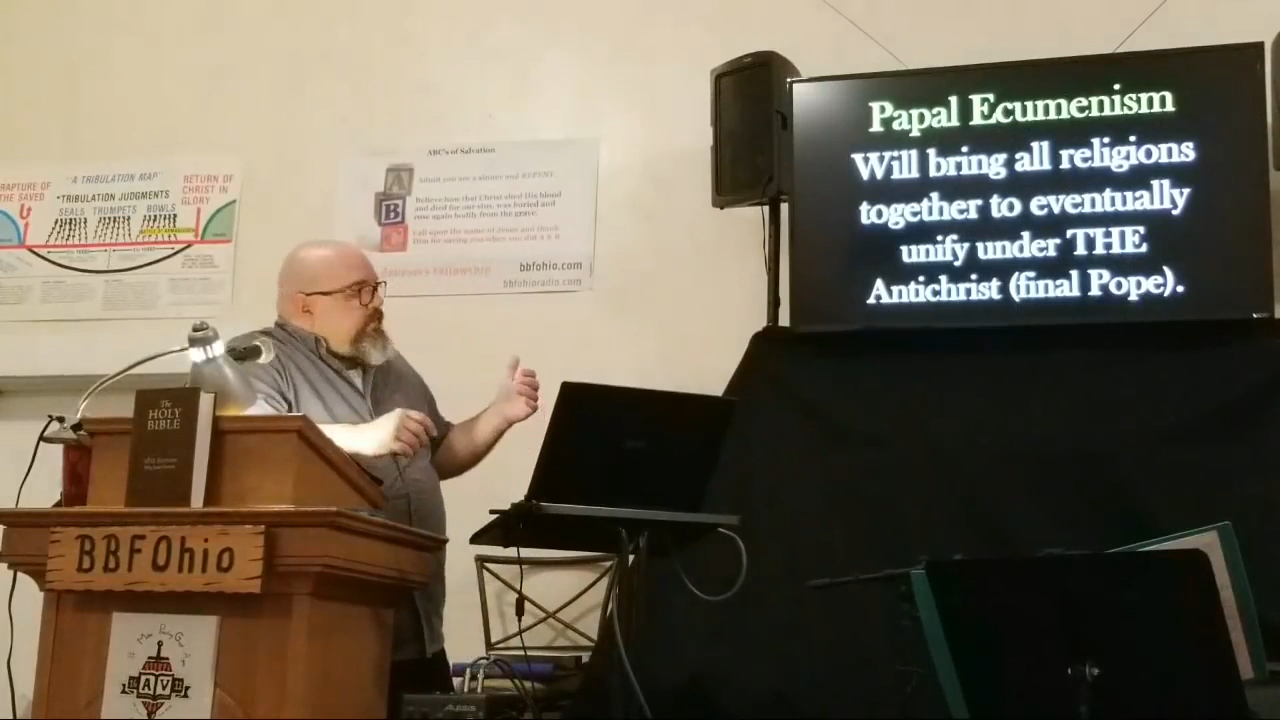 Papal Ecumenism
Will bring all religions
together to eventually
unify under THE
Antichrist (final Pope).
RAPTURE OF
THE SAVED
"A TRIBULATION MAP"
*TRIBULATION JUDGMENTS
SEALS TRUMPETS BOWLS
RETURN OF
CHRIST IN
GLORY
ABC's of Salvation
A
Admit you are a sinner and REPENT.
B
Believe how that Christ shed His blood
and died for our sins, was buried and
rose again bodily from the grave.
C
Call upon the name of Jesus and thank
Him for saving you
Believers Fellowship
bbfohio.com
bbfohioradio.com
The
HOLY
BIBLE
BBFOhio
AV
Alesis